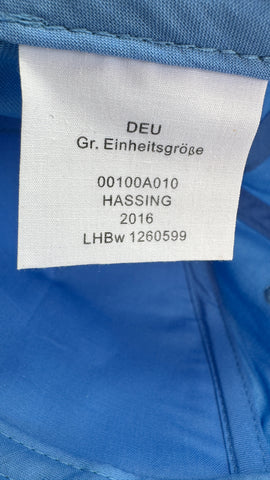 DEU
Gr. Einheitsgröße
00100A010
HASSING
2016
LHBw 1260599